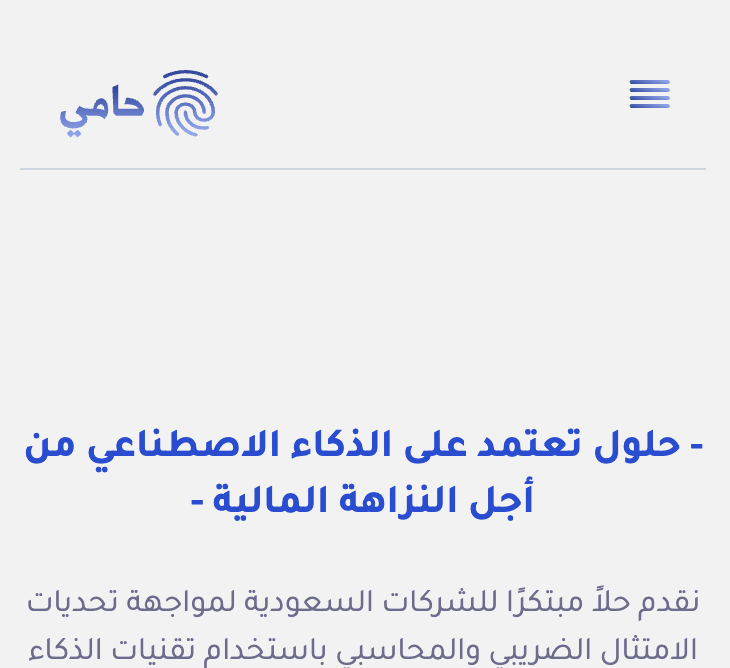 حامي
- حلول تعتمد على الذكاء الاصطناعي من
أجل النزاهة المالية -
نقدم حلاً مبتكرًا للشركات السعودية لمواجهة تحديات
الامتثال الضريبي والمحاسبي باستخدام تقنيات الذكاء